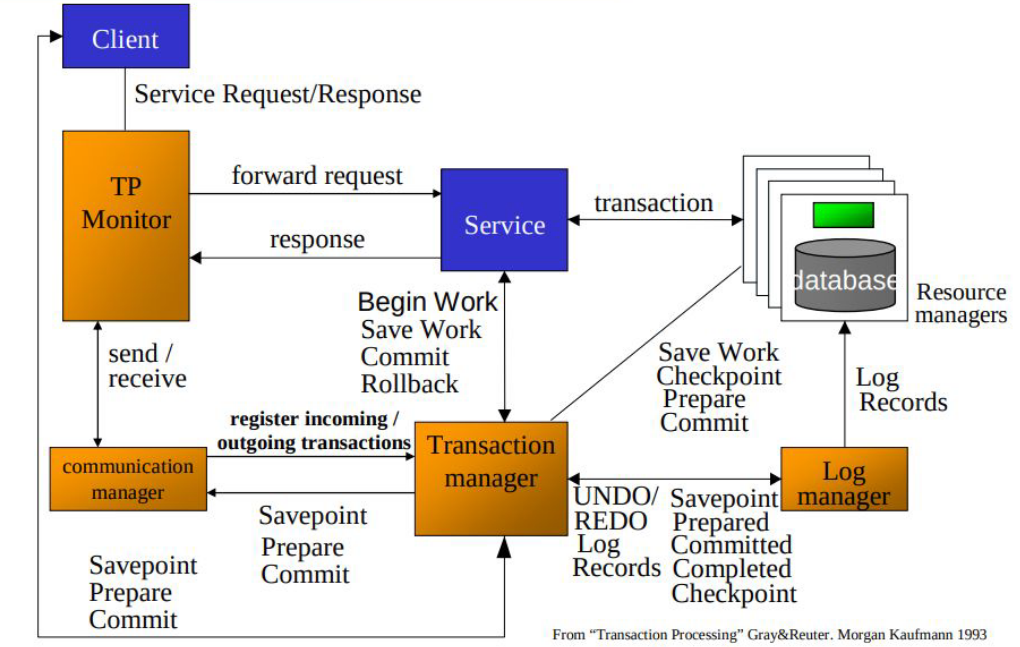 Client
Service Request/Response
TP
Monitor
forward request
response
Service
transaction
database
Resource
managers
Begin Work
Save Work
Commit
Rollback
send /
receive
Save Work
Checkpoint
Prepare
Commit
Log
Records
register incoming /
outgoing transactions
communication
manager
Transaction
manager
Log
manager
Savepoint
Prepare
Commit
UNDO/
REDO
Log
Records
Savepoint
Prepared
Committed
Completed
Checkpoint
Savepoint
Prepare
Commit
From “Transaction Processing” Gray&Reuter. Morgan Kaufmann 1993